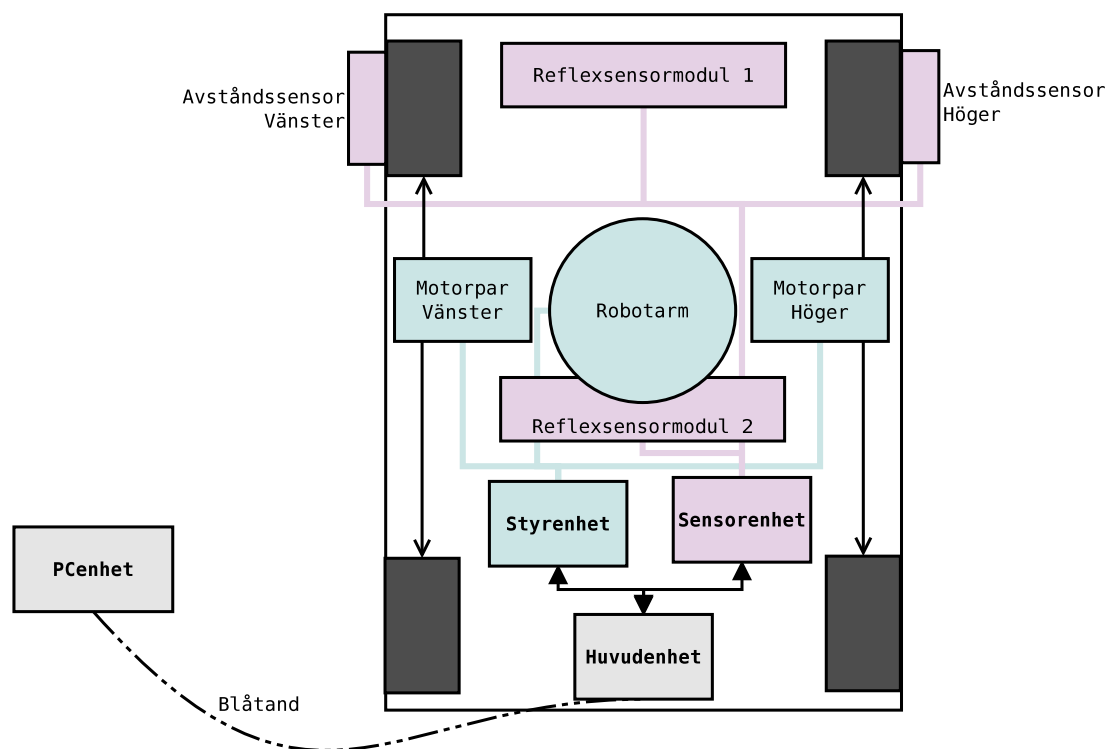 Reflexsensormodul 1
Avståndssensor
Vänster
Avståndssensor
Höger
Motorpar
Vänster
Robotarm
Motorpar
Höger
Reflexsensormodul 2
Styrenhet
Sensorenhet
PCenhet
Huvudenhet
Blåtand